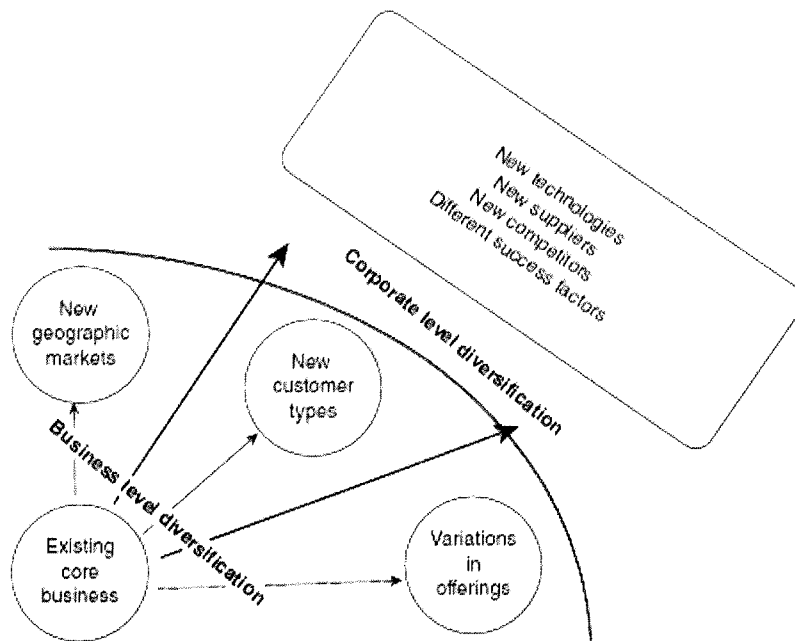 New technologies
New suppliers
New competitors
Different success factors
Corporate level diversification
New
geographic
markets
New
customer
types
Business level diversification
Existing
core
business
Variations
in
offerings